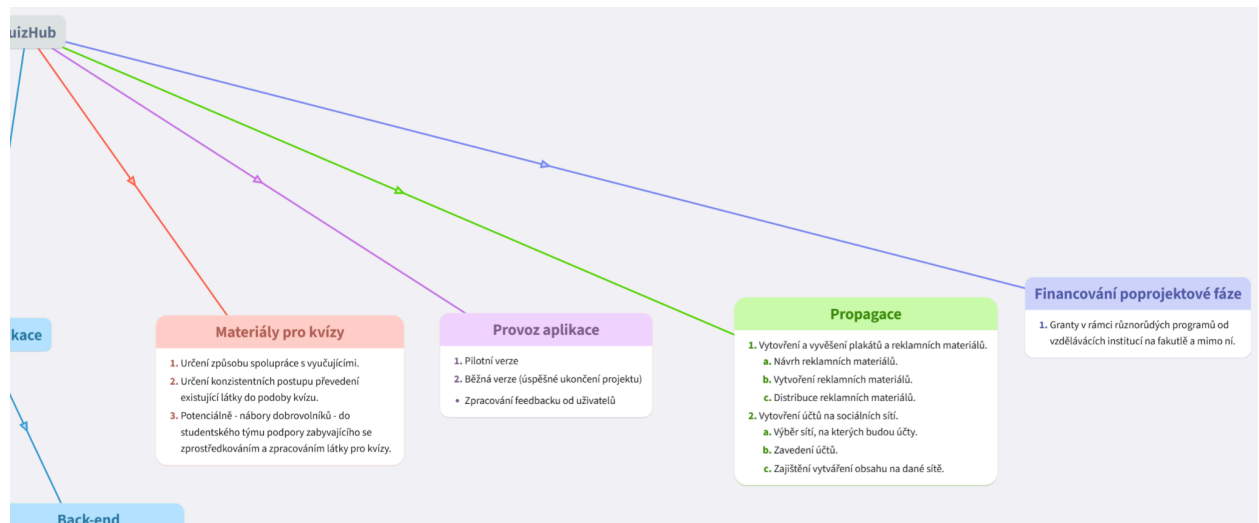 uizHub
kace
Back-end
Materiály pro kvízy
1. Určení způsobu spolupráce s vyučujícími.
2. Určení konzistentních postupu převedení
existující látky do podoby kvízu.
3. Potenciálně - nábory dobrovolníků - do
studentského týmu podpory zabyvajícího se
zprostředkováním a zpracováním látky pro kvízy.
Provoz aplikace
1. Pilotní verze
2. Běžná verze (úspěšné ukončení projektu)
• Zpracování feedbacku od uživatelů
Propagace
1. Vytovření a vyvěšení plakátů a reklamních materiálů.
a. Návrh reklamních materiálů.
b. Vytvoření reklamních materiálů.
c. Distribuce reklamních materiálů.
2. Vytovření účtů na sociálních sítí.
a. Výběr sítí, na kterých budou účty.
b. Zavedení účtů.
c. Zajištění vytváření obsahu na dané sítě.
Financování poprojektové fáze
1. Granty v rámci různorůdých programů od
vzdělávácích institucí na fakutlě a mimo ní.